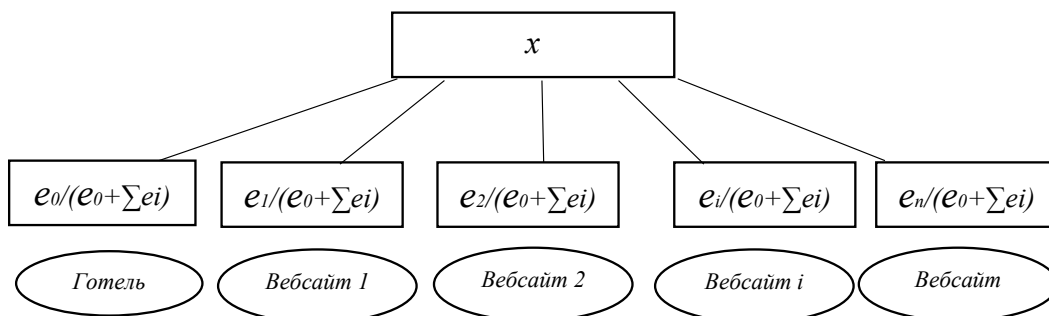 x
e₀/(e₀+∑ei) e₁/(e₀+∑ei) e₂/(e₀+∑ei) eᵢ/(e₀+∑ei) eₙ/(e₀+∑ei)
Готель Вебсайт 1 Вебсайт 2 Вебсайт i Вебсайт